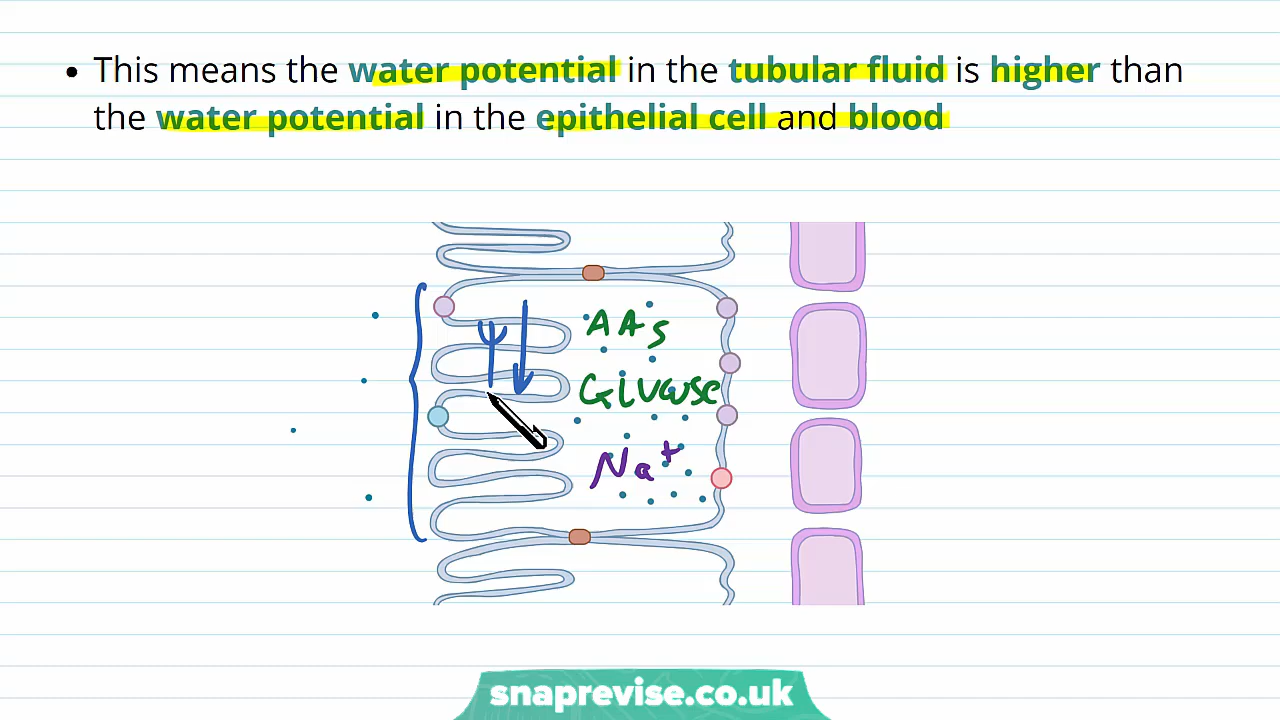 • This means the water potential in the tubular fluid is higher than
the water potential in the epithelial cell and blood
AAs
Ψ ↓
Glucose
Na+
snaprevise.co.uk